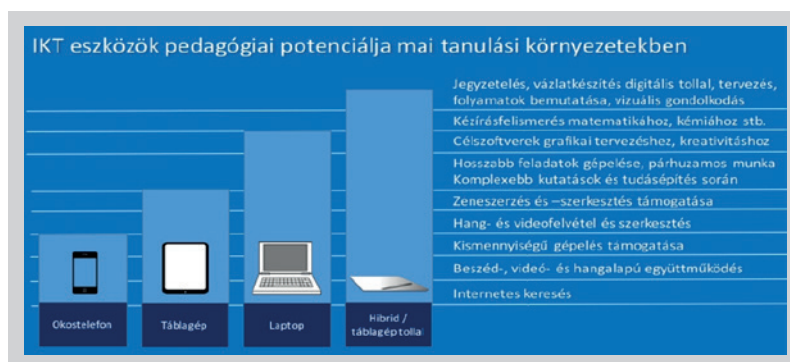 IKT eszközök pedagógiai potenciálja mai tanulási környezetekben
Jegyzetelés, vázlatkészítés digitális tollal, tervezés,
folyamatok bemutatása, vizuális gondolkodás
Kézírásfelismerés matematikához, kémiához stb.
Célszoftverek grafikai tervezéshez, kreativitáshoz
Hosszabb feladatok gépelése, párhuzamos munka
Komplexebb kutatások és tudásépítés során
Zeneszerzés és –szerkesztés támogatása
Hang- és videofelvétel és szerkesztés
Kismennyiségű gépelés támogatása
Beszéd-, videó- és hangalapú együttműködés
Internetes keresés
Okostelefon
Táblagép
Laptop
Hibrid /
táblagép tollal